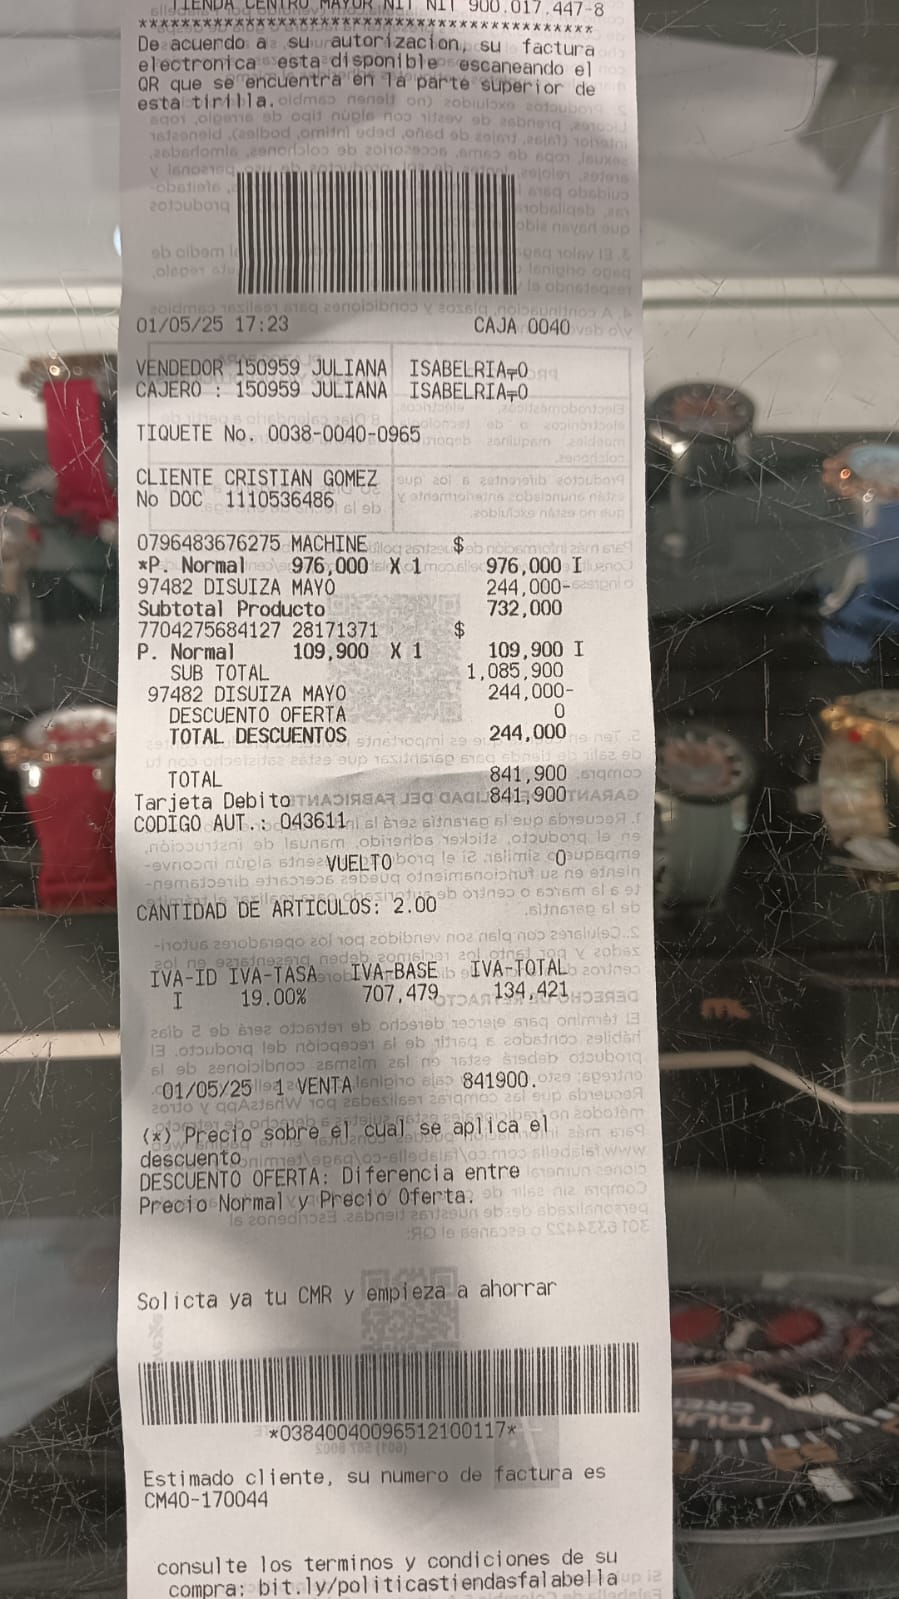 TIENDA CENTRO MAYOR NIT NIT 900.017.447-8
****************************************************
De acuerdo a su autorizacion, su factura
electronica esta disponible escaneando el
QR que se encuentra en la parte superior de
esta tirilla.
01/05/25 17:23 CAJA 0040
VENDEDOR 150959 JULIANA ISABELRIA╤O
CAJERO : 150959 JULIANA ISABELRIA╤O
TIQUETE No. 0038-0040-0965
CLIENTE CRISTIAN GOMEZ
No DOC 1110536486
0796483676275 MACHINE $
*P. Normal 976,000 X 1 976,000 I
97482 DISUIZA MAYO 244,000-
Subtotal Producto 732,000
7704275684127 28171371 $
P. Normal 109,900 X 1 109,900 I
SUB TOTAL 1,085,900
97482 DISUIZA MAYO 244,000-
DESCUENTO OFERTA 0
TOTAL DESCUENTOS 244,000
TOTAL 841,900
Tarjeta Debito 841,900
CODIGO AUT.: 043611
VUELTO 0
CANTIDAD DE ARTICULOS: 2.00
IVA-ID IVA-TASA IVA-BASE IVA-TOTAL
I 19.00% 707,479 134,421
01/05/25 1 VENTA 841900.
(*) Precio sobre el cual se aplica el
descuento
DESCUENTO OFERTA: Diferencia entre
Precio Normal y Precio Oferta.
Solicta ya tu CMR y empieza a ahorrar
*03840040096512100117*
Estimado cliente, su numero de factura es
CM40-170044
consulte los terminos y condiciones de su
compra: bit.ly/politicastiendasfalabella